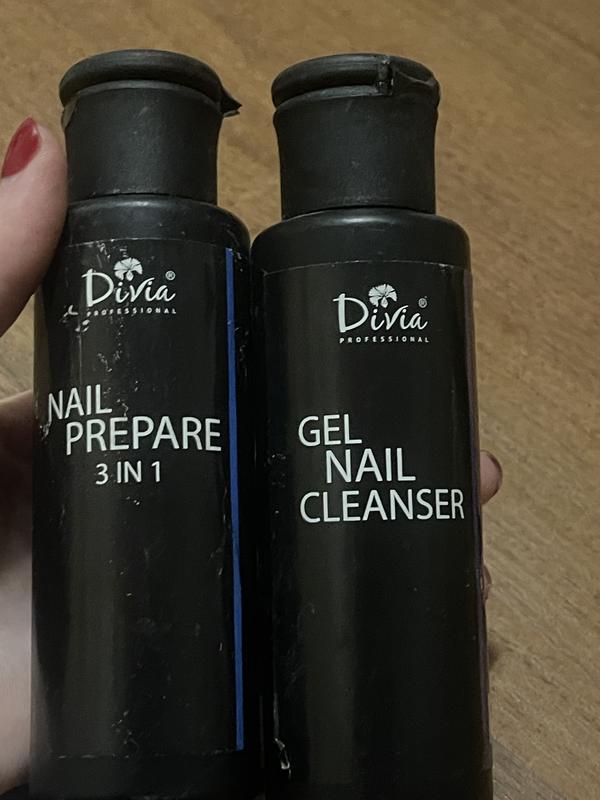 Divia®
PROFESSIONAL
NAIL
PREPARE
3 IN 1
Divia®
PROFESSIONAL
GEL
NAIL
CLEANSER